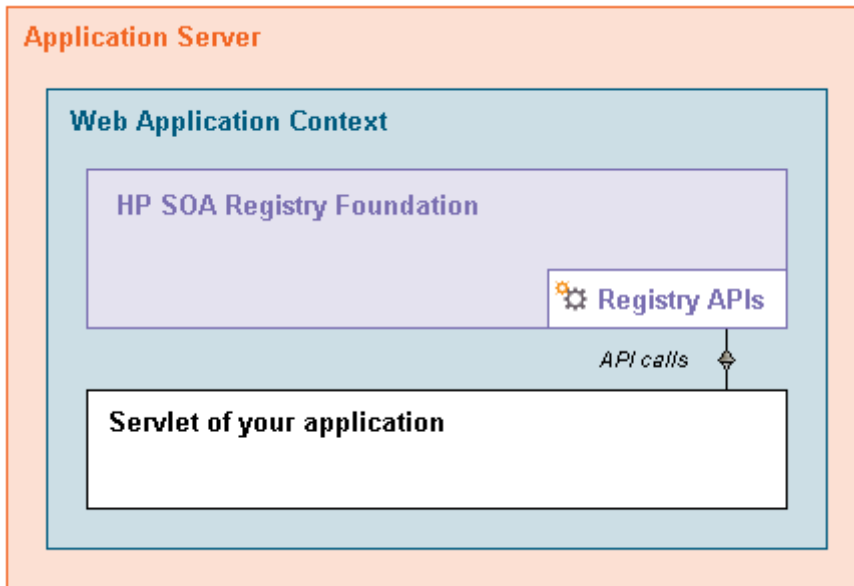 Application Server
Web Application Context
HP SOA Registry Foundation
Registry APIs
API calls
Servlet of your application